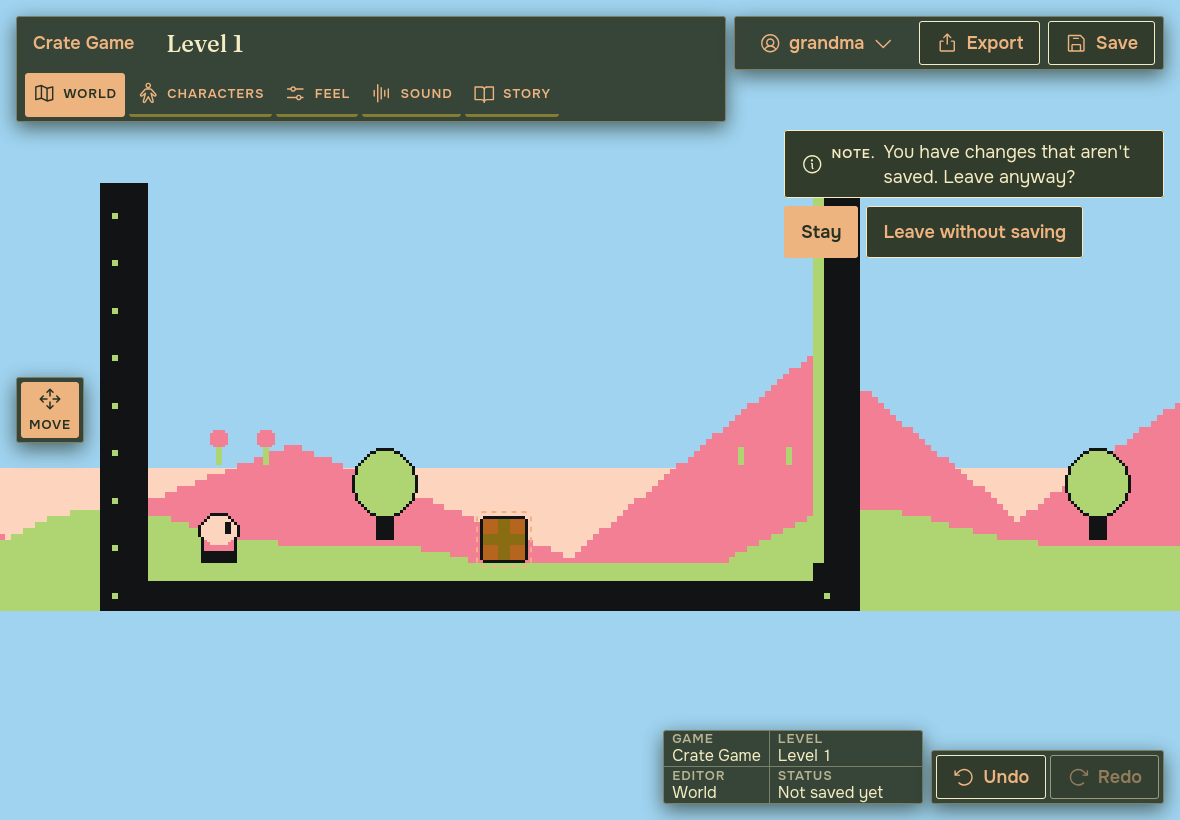 Crate Game
Level 1
grandma
Export
Save
WORLD
CHARACTERS
FEEL
SOUND
STORY
NOTE. You have changes that aren't
saved. Leave anyway?
Stay
Leave without saving
MOVE
GAME
Crate Game
LEVEL
Level 1
EDITOR
World
STATUS
Not saved yet
Undo
Redo